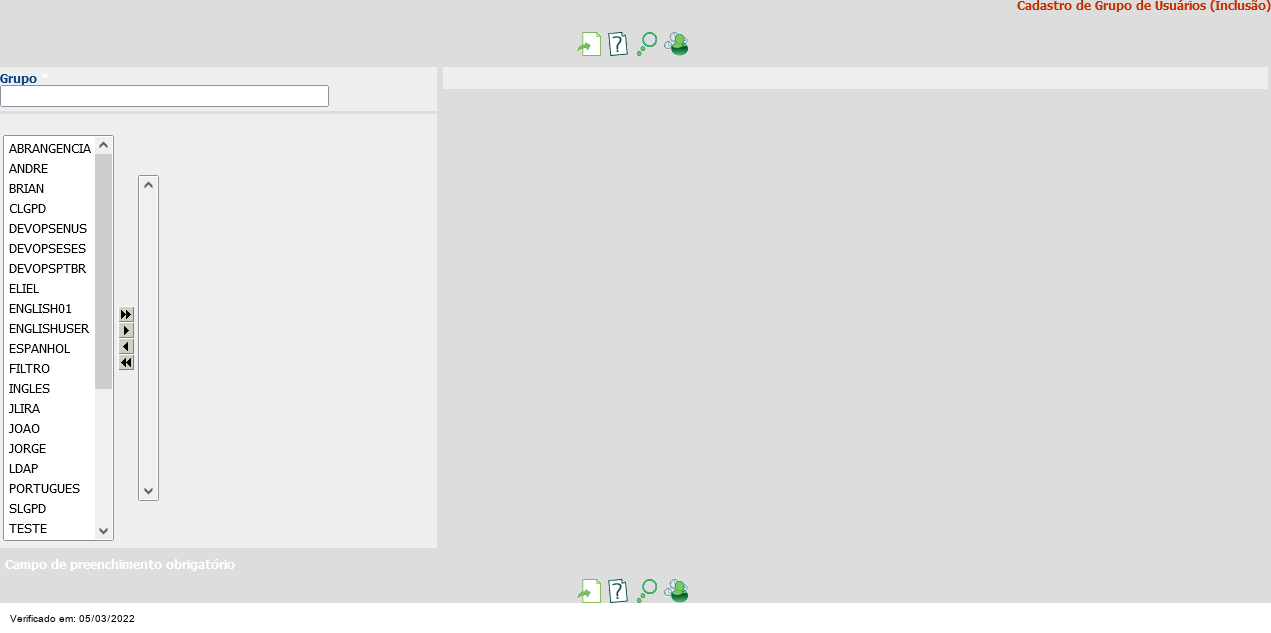 Cadastro de Grupo de Usuários (Inclusão)
Grupo *
ABRANGENCIA
ANDRE
BRIAN
CLGPD
DEVOPSENUS
DEVOPSESES
DEVOPSPTBR
ELIEL
ENGLISH01
ENGLISHUSER
ESPANHOL
FILTRO
INGLES
JLIRA
JOAO
JORGE
LDAP
PORTUGUES
SLGPD
TESTE
Campo de preenchimento obrigatório
Verificado em: 05/03/2022